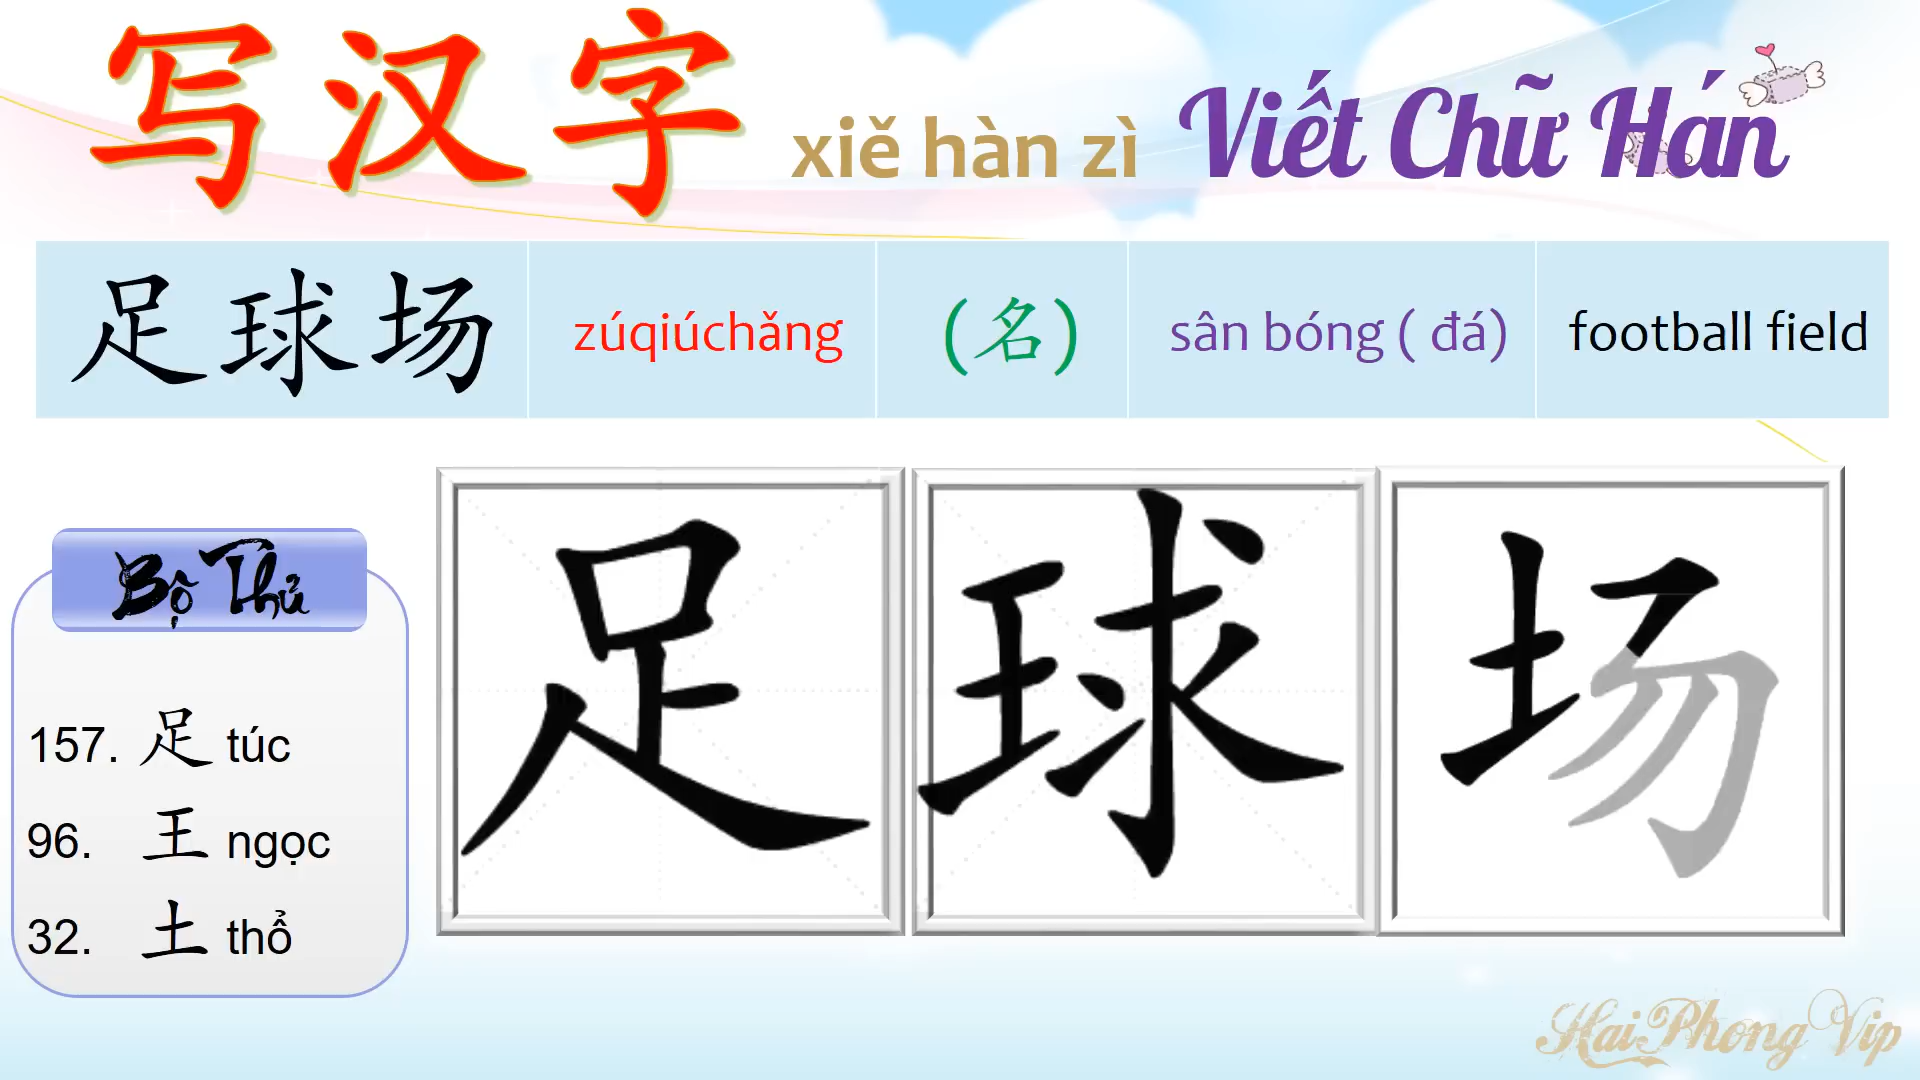 写汉字 xiě hàn zì Viết Chữ Hán
足球场 zúqiúchǎng (名) sân bóng ( đá) football field
Bộ Thủ
157. 足 túc
96. 王 ngọc
32. 土 thổ
足 球 场
HaiPhongVip